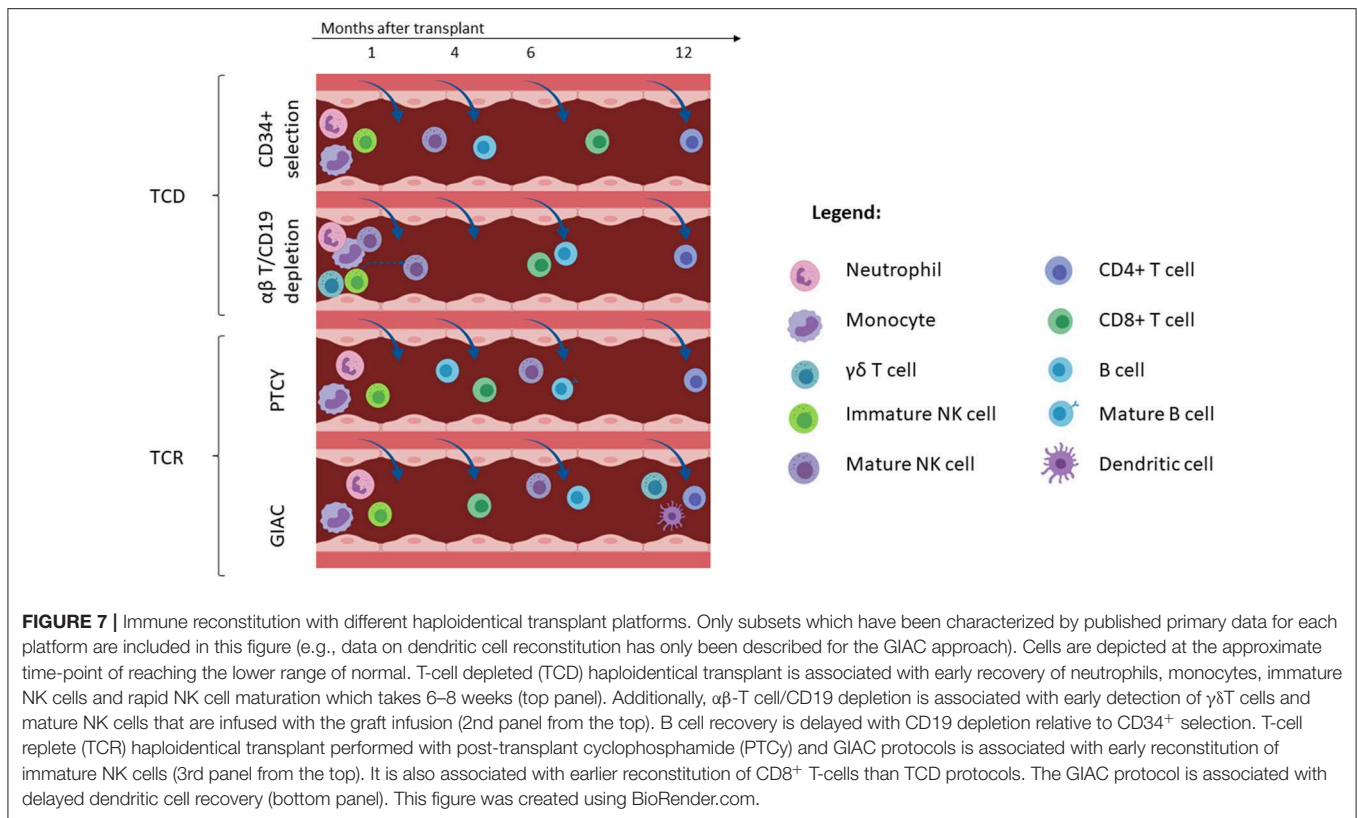 Months after transplant
1 4 6 12
TCD
CD34+
selection
αβ T/CD19
depletion
TCR
PTCY
GIAC
Legend:
Neutrophil
Monocyte
γδ T cell
Immature NK cell
Mature NK cell
CD4+ T cell
CD8+ T cell
B cell
Mature B cell
Dendritic cell
FIGURE 7 | Immune reconstitution with different haploidentical transplant platforms. Only subsets which have been characterized by published primary data for each
platform are included in this figure (e.g., data on dendritic cell reconstitution has only been described for the GIAC approach). Cells are depicted at the approximate
time-point of reaching the lower range of normal. T-cell depleted (TCD) haploidentical transplant is associated with early recovery of neutrophils, monocytes, immature
NK cells and rapid NK cell maturation which takes 6–8 weeks (top panel). Additionally, αβ-T cell/CD19 depletion is associated with early detection of γδT cells and
mature NK cells that are infused with the graft infusion (2nd panel from the top). B cell recovery is delayed with CD19 depletion relative to CD34+ selection. T-cell
replete (TCR) haploidentical transplant performed with post-transplant cyclophosphamide (PTCy) and GIAC protocols is associated with early reconstitution of
immature NK cells (3rd panel from the top). It is also associated with earlier reconstitution of CD8+ T-cells than TCD protocols. The GIAC protocol is associated with
delayed dendritic cell recovery (bottom panel). This figure was created using BioRender.com.